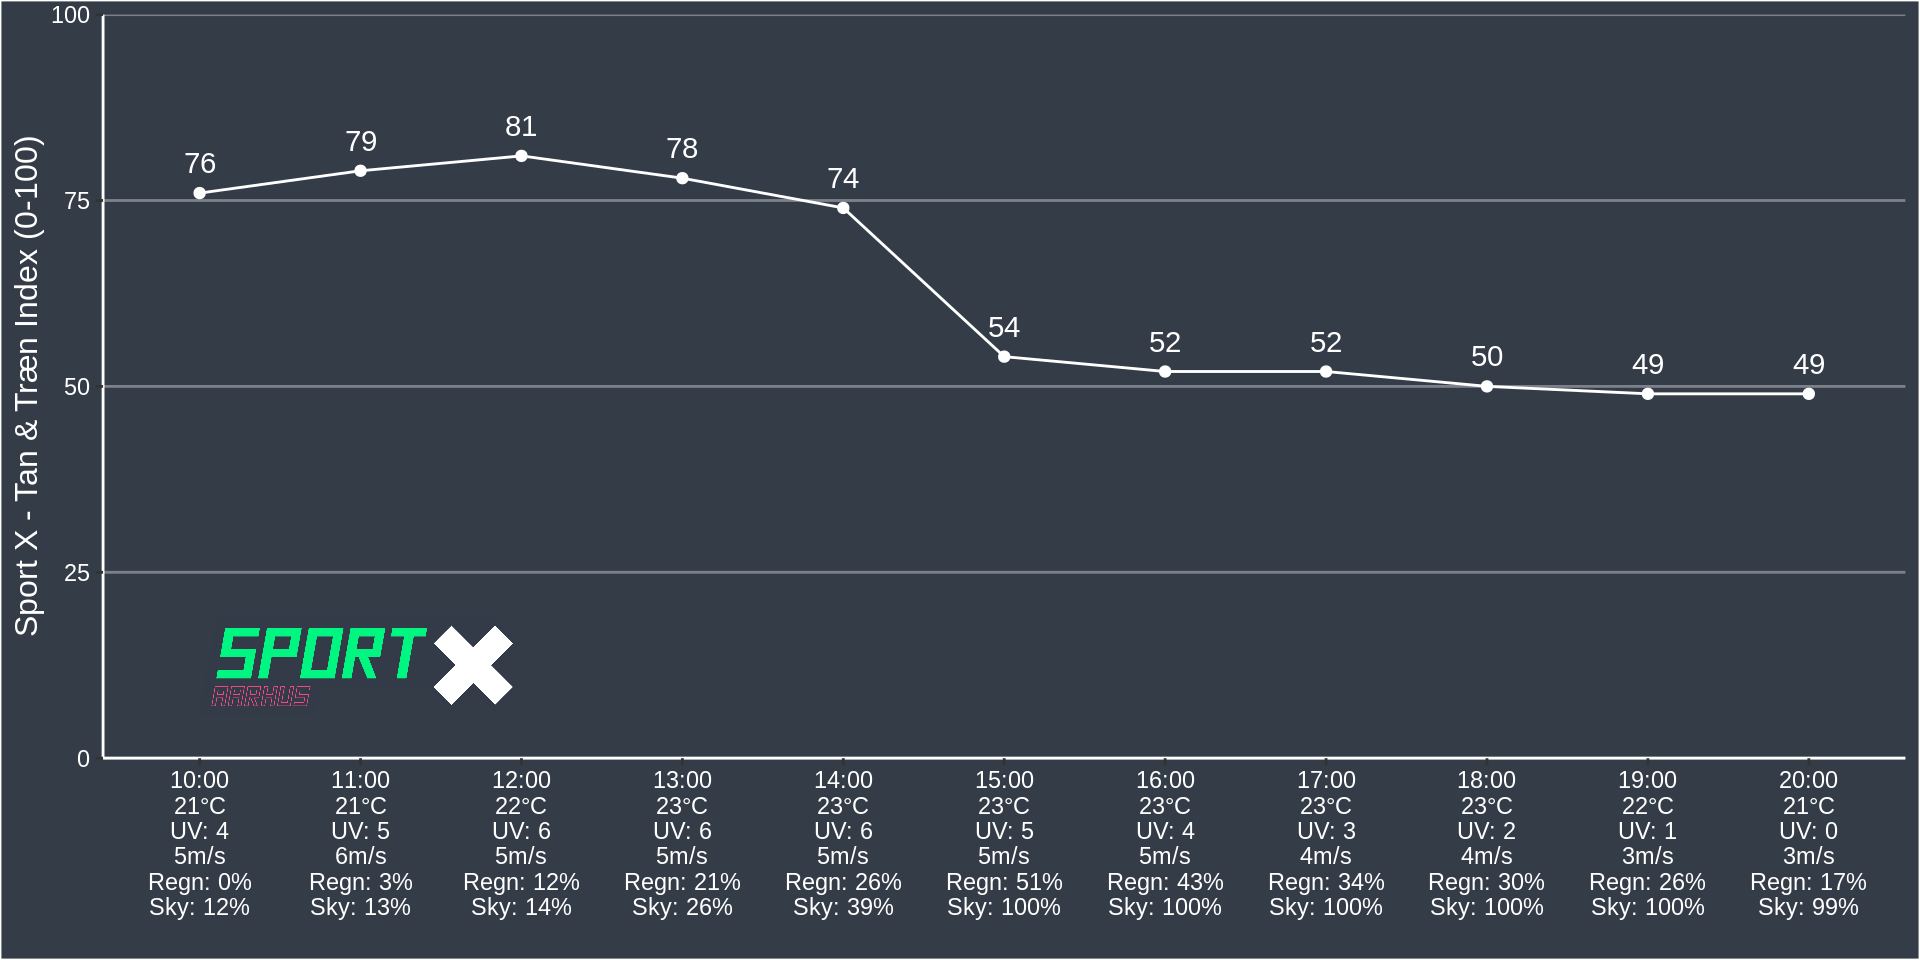 Sport X - Tan & Træn Index (0-100)
100
75
50
25
0
76
79
81
78
74
54
52
52
50
49
49
SPORT X
AARHUS
10:00 11:00 12:00 13:00 14:00 15:00 16:00 17:00 18:00 19:00 20:00
21°C 21°C 22°C 23°C 23°C 23°C 23°C 23°C 23°C 22°C 21°C
UV: 4 UV: 5 UV: 6 UV: 6 UV: 6 UV: 5 UV: 4 UV: 3 UV: 2 UV: 1 UV: 0
5m/s 6m/s 5m/s 5m/s 5m/s 5m/s 5m/s 4m/s 4m/s 3m/s 3m/s
Regn: 0% Regn: 3% Regn: 12% Regn: 21% Regn: 26% Regn: 51% Regn: 43% Regn: 34% Regn: 30% Regn: 26% Regn: 17%
Sky: 12% Sky: 13% Sky: 14% Sky: 26% Sky: 39% Sky: 100% Sky: 100% Sky: 100% Sky: 100% Sky: 100% Sky: 99%